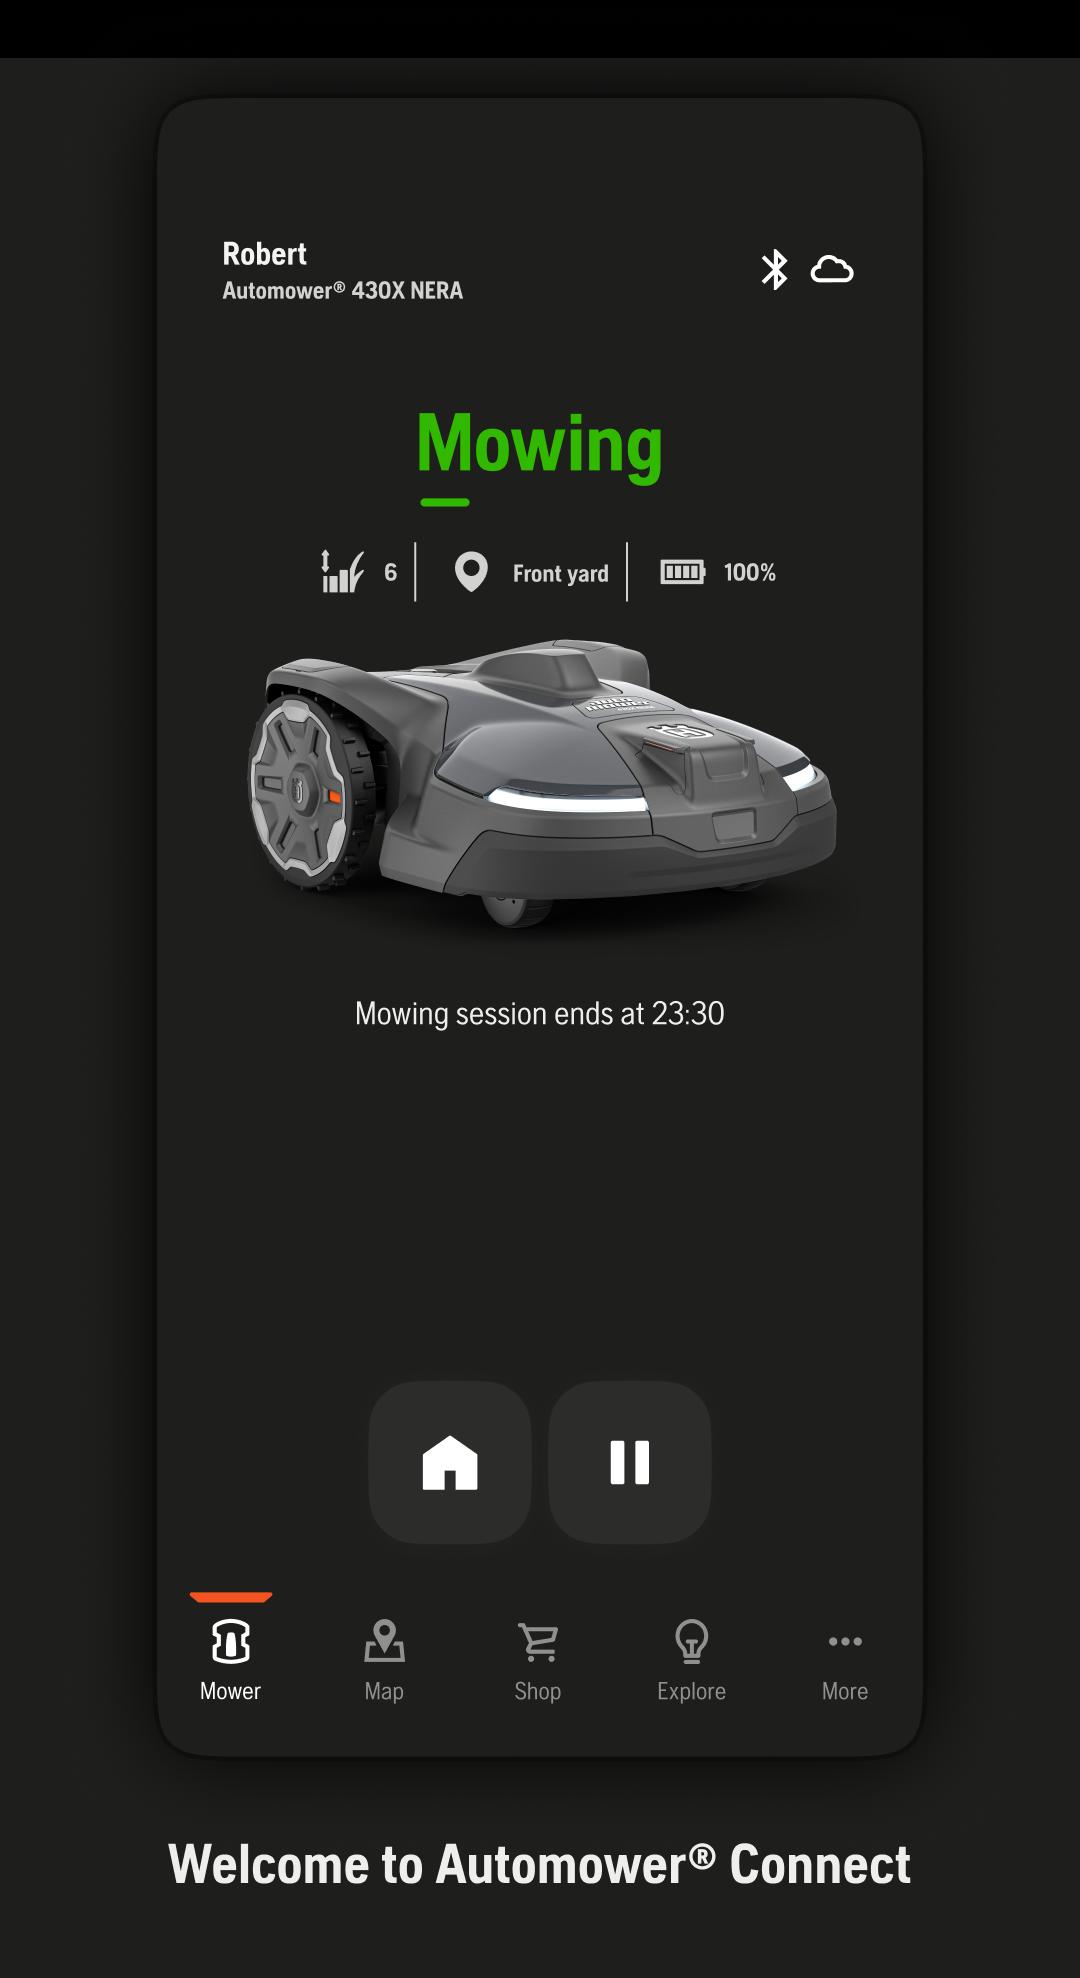 Robert
Automower® 430X NERA
Mowing
6
Front yard
100%
Mowing session ends at 23:30
Mower
Map
Shop
Explore
More
Welcome to Automower® Connect